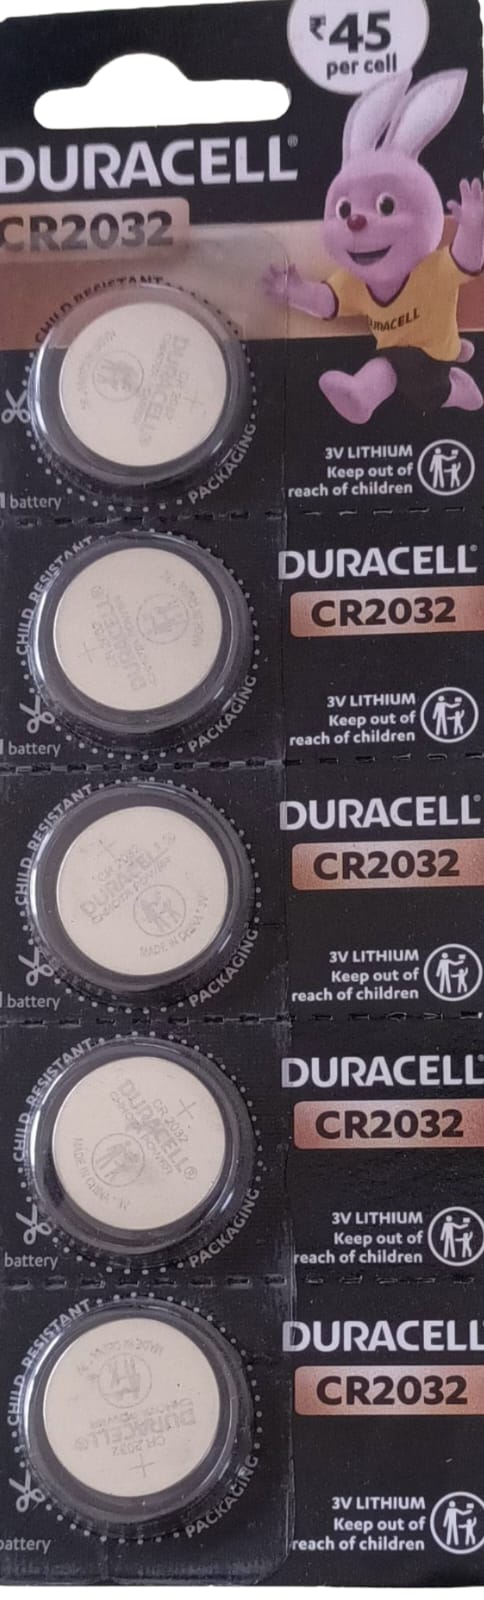 ₹45
per cell
DURACELL®
CR2032
DURACELL
CHILD RESISTANT
DURACELL®
PACKAGING
1 battery
3V LITHIUM
Keep out of
reach of children
DURACELL
CR2032
CHILD RESISTANT
DURACELL®
PACKAGING
1 battery
3V LITHIUM
Keep out of
reach of children
DURACELL
CR2032
CHILD RESISTANT
+
CR 2032
DURACELL®
MADE IN CHINA
PACKAGING
battery
3V LITHIUM
Keep out of
reach of children
DURACELL
CR2032
CHILD RESISTANT
+
CR 2032
DURACELL®
MADE IN CHINA
PACKAGING
battery
3V LITHIUM
Keep out of
reach of children
DURACELL
CR2032
CHILD RESISTANT
+
CR 2032
DURACELL®
PACKAGING
battery
3V LITHIUM
Keep out of
reach of children